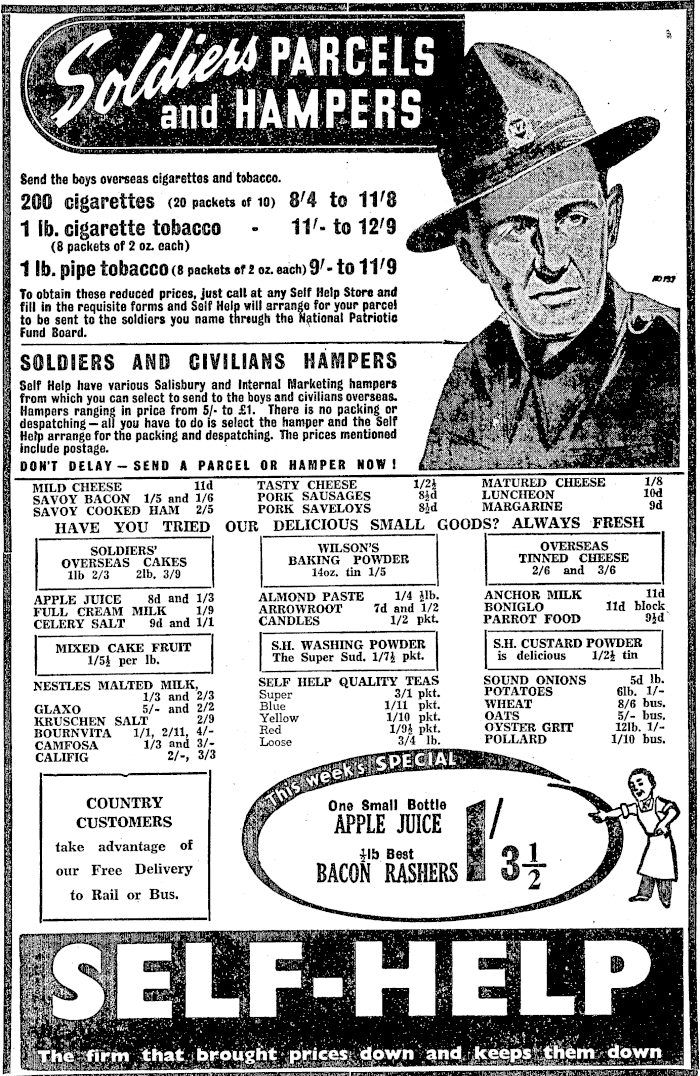 Soldiers PARCELS
and HAMPERS
Send the boys overseas cigarettes and tobacco.
200 cigarettes (20 packets of 10) 8/4 to 11/8
1 lb. cigarette tobacco - 11/- to 12/9
(8 packets of 2 oz. each)
1 lb. pipe tobacco (8 packets of 2 oz. each) 9/- to 11/9
To obtain these reduced prices, just call at any Self Help Store and
fill in the requisite forms and Self Help will arrange for your parcel
to be sent to the soldiers you name through the National Patriotic
Fund Board.
SOLDIERS AND CIVILIANS HAMPERS
Self Help have various Salisbury and Internal Marketing hampers
from which you can select to send to the boys and civilians overseas.
Hampers ranging in price from 5/- to £1. There is no packing or
despatching — all you have to do is select the hamper and the Self
Help arrange for the packing and despatching. The prices mentioned
include postage.
DON'T DELAY — SEND A PARCEL OR HAMPER NOW !
MILD CHEESE 11d
SAVOY BACON 1/5 and 1/6
SAVOY COOKED HAM 2/5
TASTY CHEESE 1/2½
PORK SAUSAGES 8½d
PORK SAVELOYS 8½d
MATURED CHEESE 1/8
LUNCHEON 10d
MARGARINE 9d
HAVE YOU TRIED OUR DELICIOUS SMALL GOODS? ALWAYS FRESH
SOLDIERS'
OVERSEAS CAKES
1lb 2/3 2lb. 3/9
APPLE JUICE 8d and 1/3
FULL CREAM MILK 1/9
CELERY SALT 9d and 1/1
MIXED CAKE FRUIT
1/5½ per lb.
NESTLES MALTED MILK,
1/3 and 2/3
GLAXO 5/- and 2/2
KRUSCHEN SALT 2/9
BOURNVITA 1/1, 2/11, 4/-
CAMFOSA 1/3 and 3/-
CALIFIG 2/-, 3/3
WILSON'S
BAKING POWDER
14oz. tin 1/5
ALMOND PASTE 1/4 ½lb.
ARROWROOT 7d and 1/2
CANDLES 1/2 pkt.
S.H. WASHING POWDER
The Super Sud. 1/7½ pkt.
SELF HELP QUALITY TEAS
Super 3/1 pkt.
Blue 1/11 pkt.
Yellow 1/10 pkt.
Red 1/9½ pkt.
Loose 3/4 lb.
OVERSEAS
TINNED CHEESE
2/6 and 3/6
ANCHOR MILK 11d
BONIGLO 11d block
PARROT FOOD 9½d
S.H. CUSTARD POWDER
is delicious 1/2½ tin
SOUND ONIONS 5d lb.
POTATOES 6lb. 1/-
WHEAT 8/6 bus.
OATS 5/- bus.
OYSTER GRIT 12lb. 1/-
POLLARD 1/10 bus.
COUNTRY
CUSTOMERS
take advantage of
our Free Delivery
to Rail or Bus.
This week's SPECIAL
One Small Bottle
APPLE JUICE
½lb Best
BACON RASHERS
1/3½
SELF-HELP
The firm that brought prices down and keeps them down